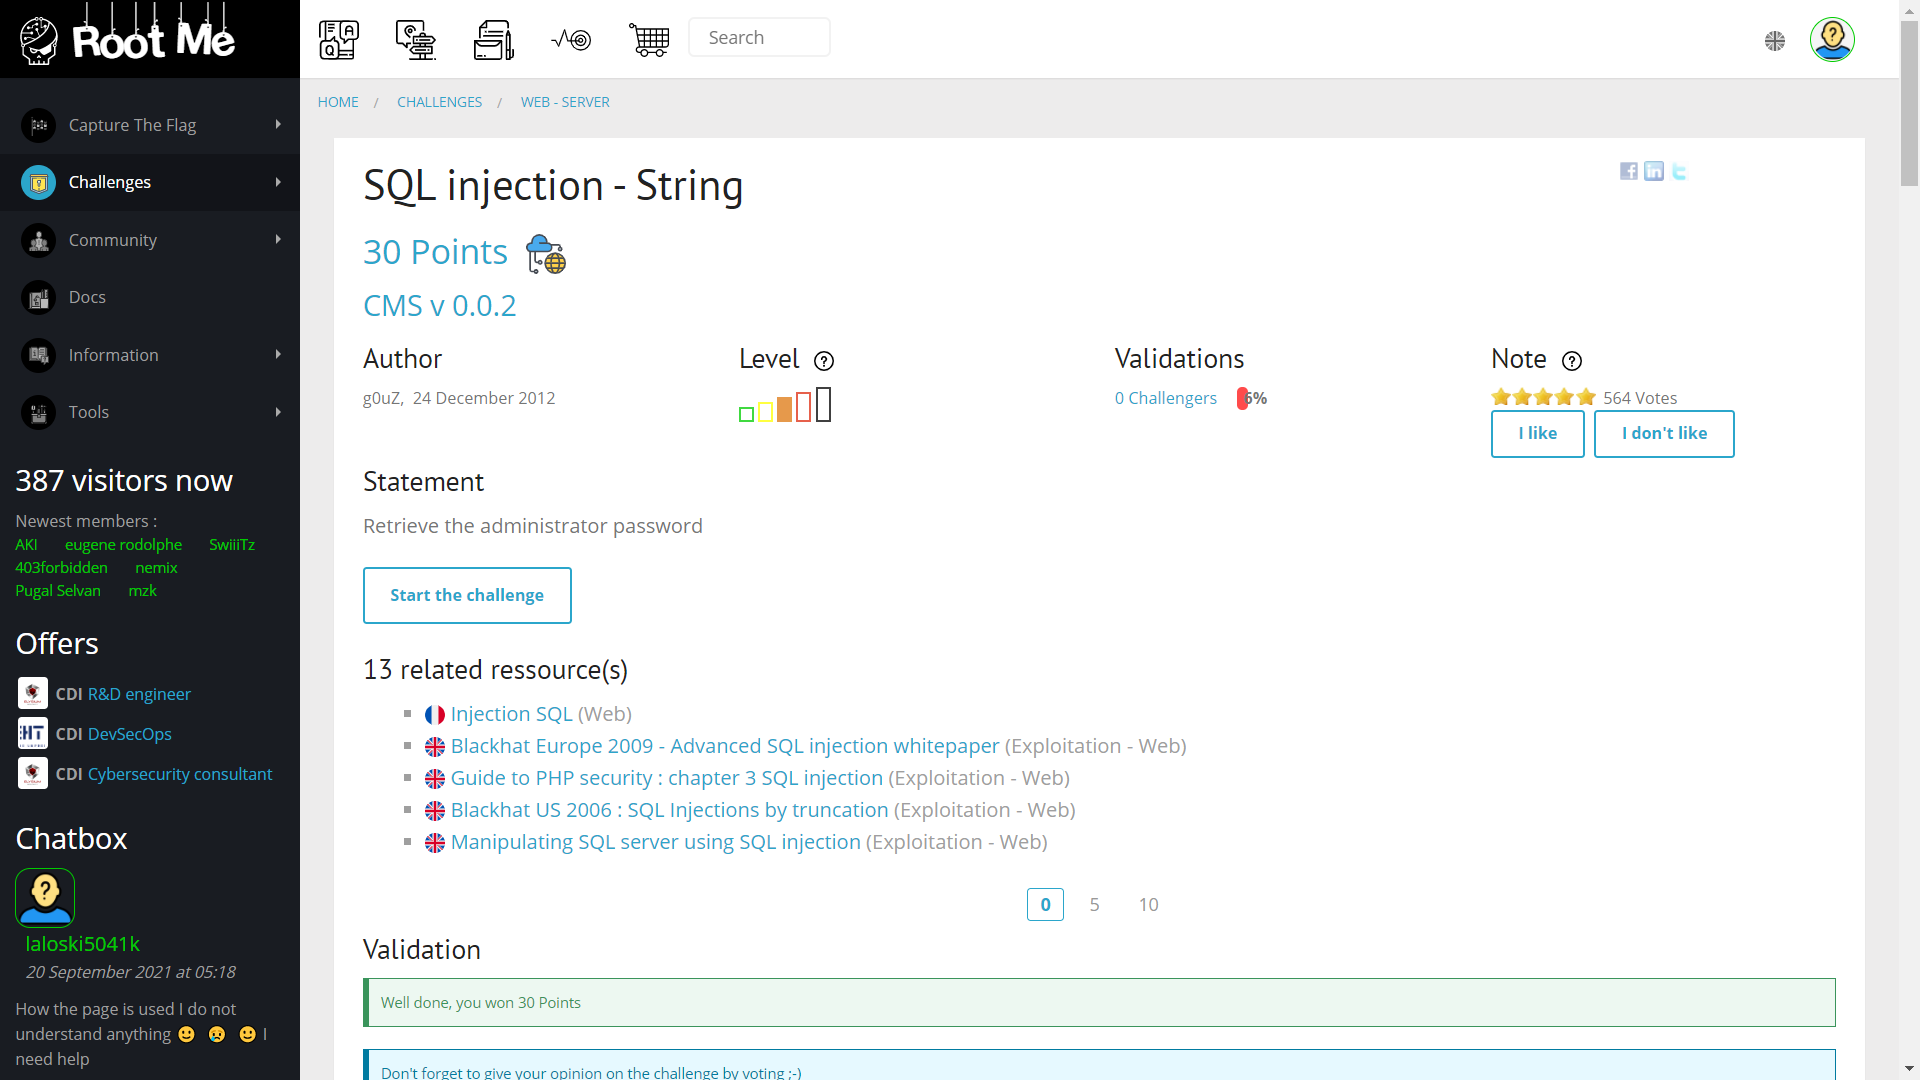 Root Me
Search
HOME / CHALLENGES / WEB - SERVER
Capture The Flag
Challenges
Community
Docs
Information
Tools
387 visitors now
Newest members :
AKI eugene rodolphe SwiiiTz
403forbidden nemix
Pugal Selvan mzk
Offers
CDI R&D engineer
CDI DevSecOps
CDI Cybersecurity consultant
Chatbox
laloski5041k
20 September 2021 at 05:18
How the page is used I do not
understand anything 🙂 😢 🙂 I
need help
SQL injection - String
30 Points
CMS v 0.0.2
Author
g0uZ, 24 December 2012
Level
Validations
0 Challengers 6%
Note
564 Votes
I like
I don't like
Statement
Retrieve the administrator password
Start the challenge
13 related ressource(s)
Injection SQL (Web)
Blackhat Europe 2009 - Advanced SQL injection whitepaper (Exploitation - Web)
Guide to PHP security : chapter 3 SQL injection (Exploitation - Web)
Blackhat US 2006 : SQL Injections by truncation (Exploitation - Web)
Manipulating SQL server using SQL injection (Exploitation - Web)
0 5 10
Validation
Well done, you won 30 Points
Don't forget to give your opinion on the challenge by voting ;-)